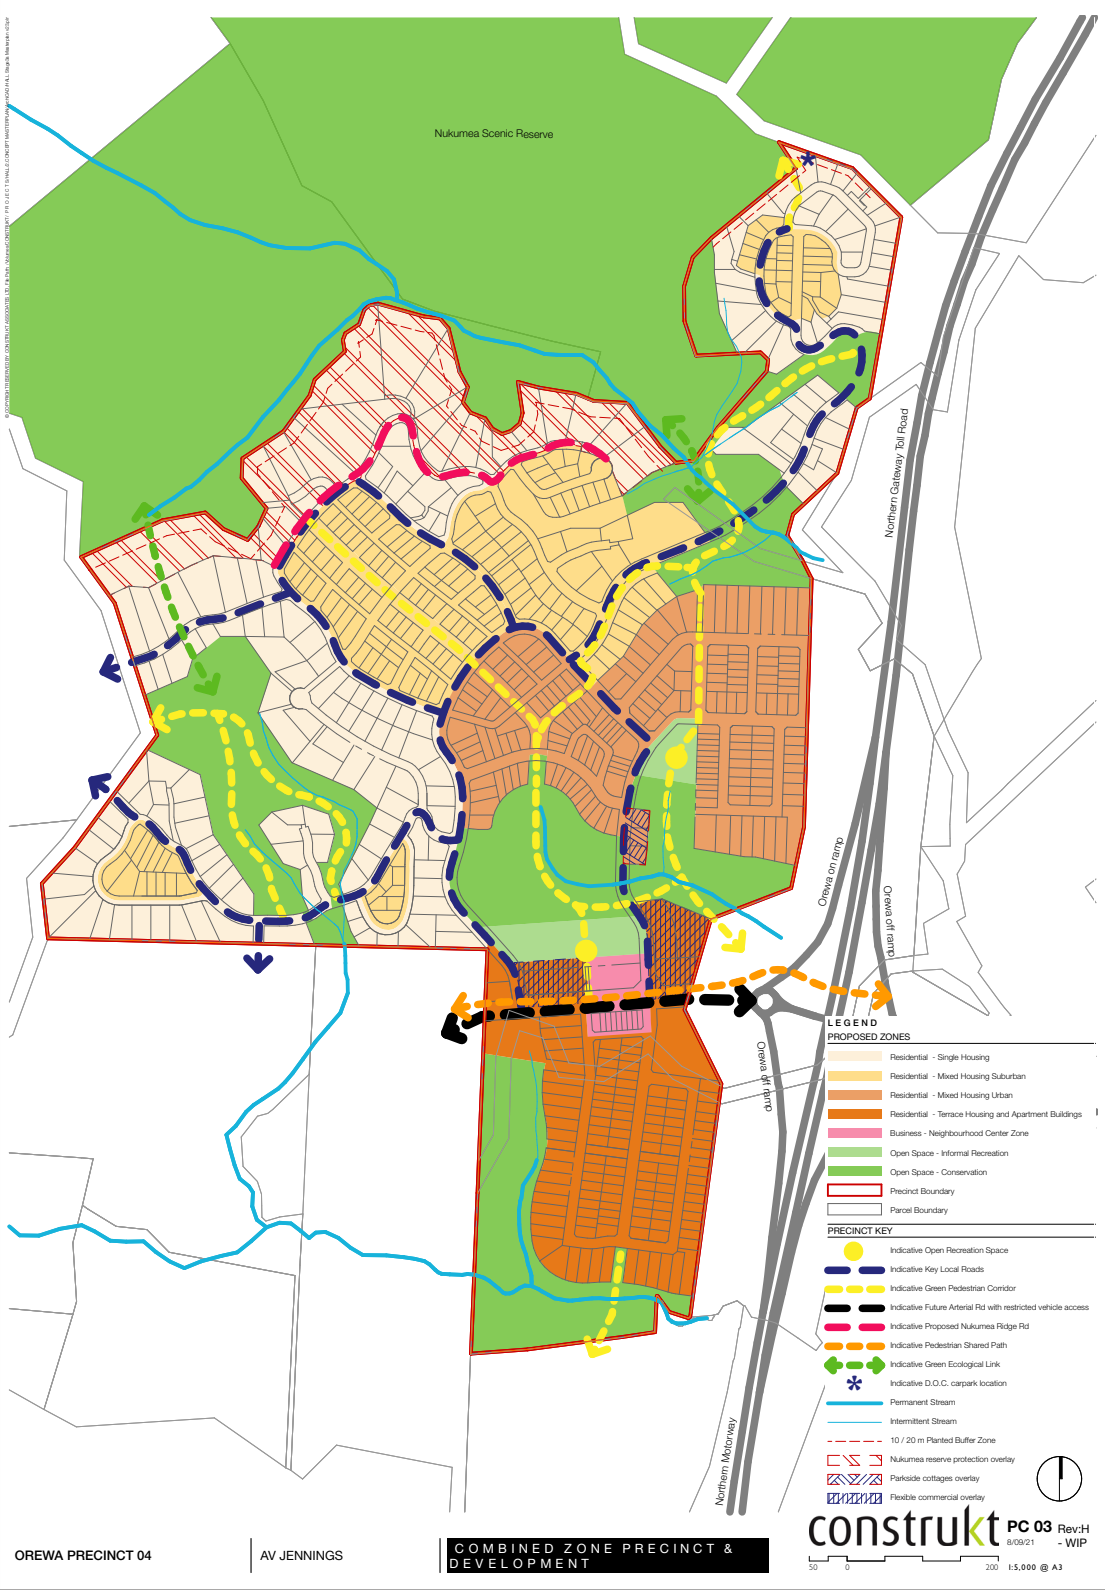 Nukumea Scenic Reserve
*
Northern Gateway Toll Road
Orewa on ramp
Orewa off ramp
Orewa off ramp
Northern Motorway
LEGEND
PROPOSED ZONES
Residential - Single Housing
Residential - Mixed Housing Suburban
Residential - Mixed Housing Urban
Residential - Terrace Housing and Apartment Buildings
Business - Neighbourhood Center Zone
Open Space - Informal Recreation
Open Space - Conservation
Precinct Boundary
Parcel Boundary
PRECINCT KEY
Indicative Open Recreation Space
Indicative Key Local Roads
Indicative Green Pedestrian Corridor
Indicative Future Arterial Rd with restricted vehicle access
Indicative Proposed Nukumea Ridge Rd
Indicative Pedestrian Shared Path
Indicative Green Ecological Link
* Indicative D.O.C. carpark location
Permanent Stream
Intermittent Stream
10 / 20 m Planted Buffer Zone
Nukumea reserve protection overlay
Parkside cottages overlay
Flexible commercial overlay
construkt
PC 03 Rev:H
8/09/21 - WIP
50 0 200 1:5,000 @ A3
OREWA PRECINCT 04
AV JENNINGS
COMBINED ZONE PRECINCT &
DEVELOPMENT